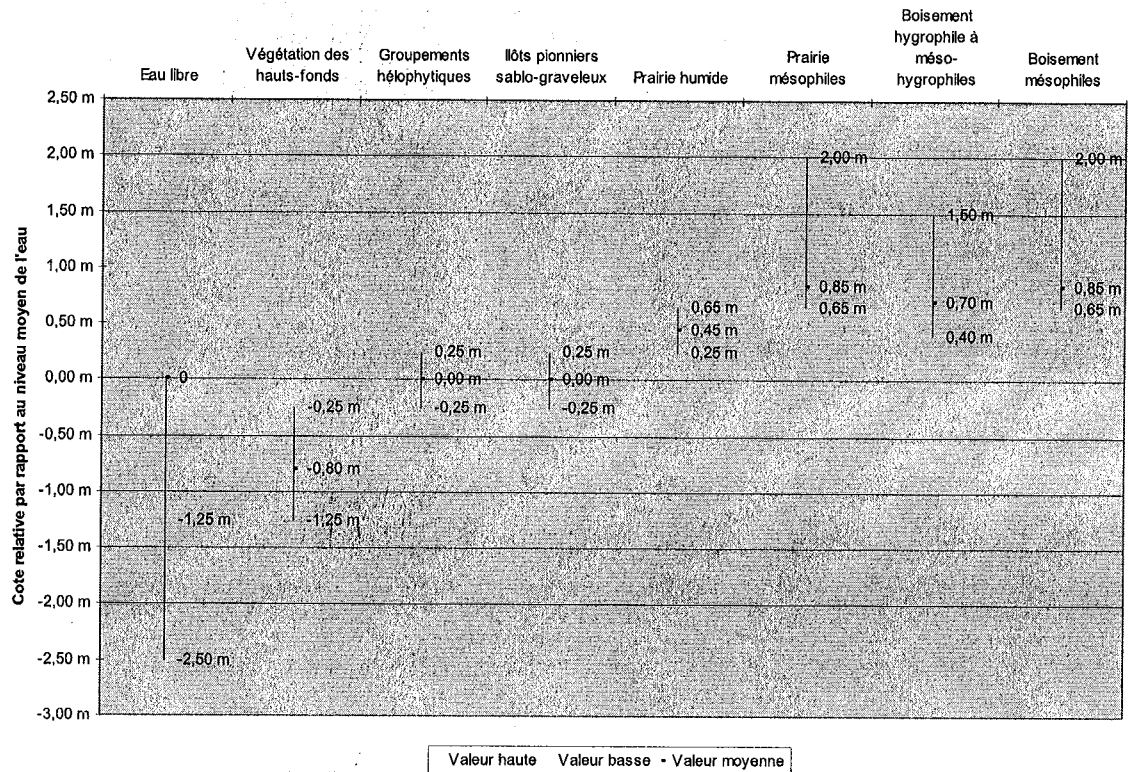 Eau libre
Végétation des
hauts-fonds
Groupements
hélophytiques
Ilôts pionniers
sablo-graveleux
Prairie humide
Prairie
mésophiles
Boisement
hygrophile à
méso-
hygrophiles
Boisement
mésophiles
Cote relative par rapport au niveau moyen de l'eau
2,50 m
2,00 m
1,50 m
1,00 m
0,50 m
0,00 m
-0,50 m
-1,00 m
-1,50 m
-2,00 m
-2,50 m
-3,00 m
0
-1,25 m
-2,50 m
-0,25 m
-0,80 m
-1,25 m
0,25 m
0,00 m
-0,25 m
0,25 m
0,00 m
-0,25 m
0,65 m
0,45 m
0,25 m
2,00 m
0,85 m
0,65 m
1,50 m
0,70 m
0,40 m
2,00 m
0,85 m
0,65 m
Valeur haute Valeur basse Valeur moyenne